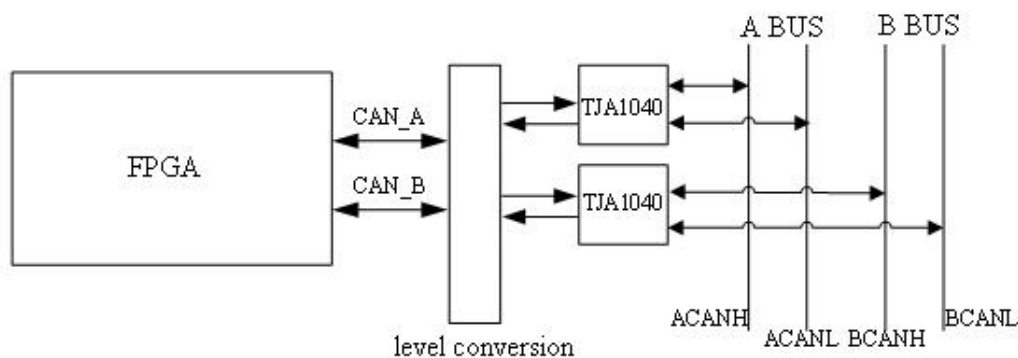 A BUS
B BUS
FPGA
CAN_A
CAN_B
TJA1040
TJA1040
ACANH
ACANL
BCANH
BCANL
level conversion